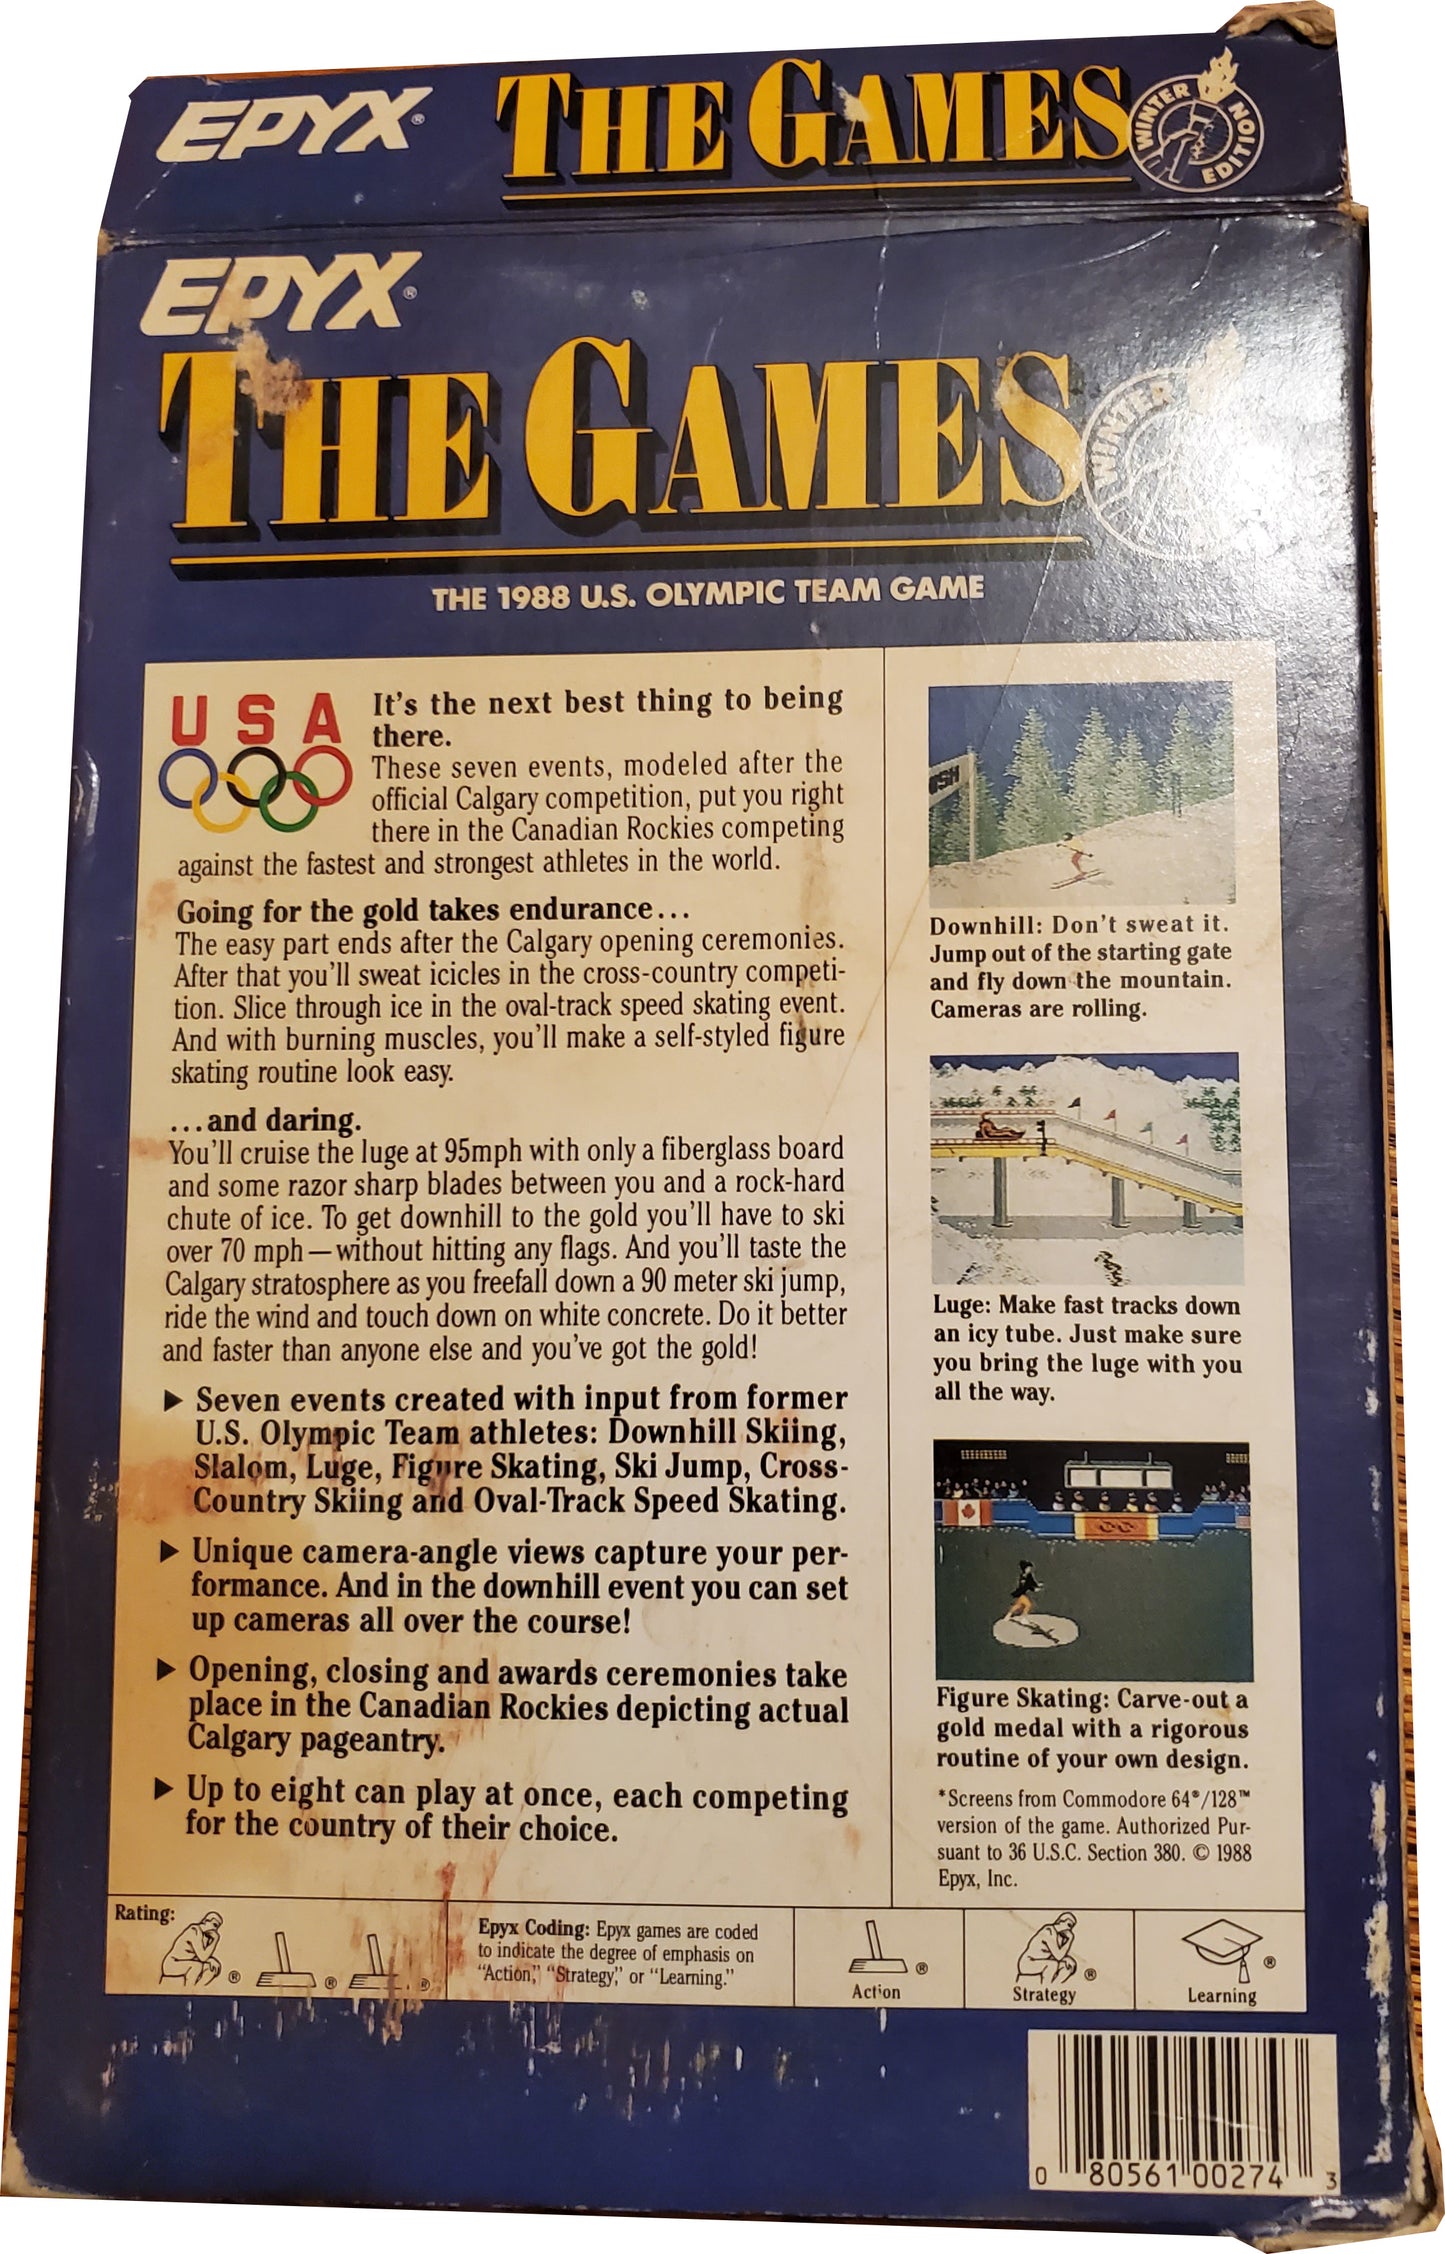 EPYX®
THE GAMES
WINTER
EDITION
EPYX®
THE GAMES
WINTER
THE 1988 U.S. OLYMPIC TEAM GAME
USA
It's the next best thing to being
there.
These seven events, modeled after the
official Calgary competition, put you right
there in the Canadian Rockies competing
against the fastest and strongest athletes in the world.
Going for the gold takes endurance...
The easy part ends after the Calgary opening ceremonies.
After that you'll sweat icicles in the cross-country competi-
tion. Slice through ice in the oval-track speed skating event.
And with burning muscles, you'll make a self-styled figure
skating routine look easy.
...and daring.
You'll cruise the luge at 95mph with only a fiberglass board
and some razor sharp blades between you and a rock-hard
chute of ice. To get downhill to the gold you'll have to ski
over 70 mph—without hitting any flags. And you'll taste the
Calgary stratosphere as you freefall down a 90 meter ski jump,
ride the wind and touch down on white concrete. Do it better
and faster than anyone else and you've got the gold!
▶ Seven events created with input from former
U.S. Olympic Team athletes: Downhill Skiing,
Slalom, Luge, Figure Skating, Ski Jump, Cross-
Country Skiing and Oval-Track Speed Skating.
▶ Unique camera-angle views capture your per-
formance. And in the downhill event you can set
up cameras all over the course!
▶ Opening, closing and awards ceremonies take
place in the Canadian Rockies depicting actual
Calgary pageantry.
▶ Up to eight can play at once, each competing
for the country of their choice.
Downhill: Don't sweat it.
Jump out of the starting gate
and fly down the mountain.
Cameras are rolling.
Luge: Make fast tracks down
an icy tube. Just make sure
you bring the luge with you
all the way.
Figure Skating: Carve-out a
gold medal with a rigorous
routine of your own design.
*Screens from Commodore 64®/128™
version of the game. Authorized Pur-
suant to 36 U.S.C. Section 380. © 1988
Epyx, Inc.
Rating:
® ® ®
Epyx Coding: Epyx games are coded
to indicate the degree of emphasis on
"Action," "Strategy," or "Learning."
®
Action
®
Strategy
®
Learning
0 80561 00274 3